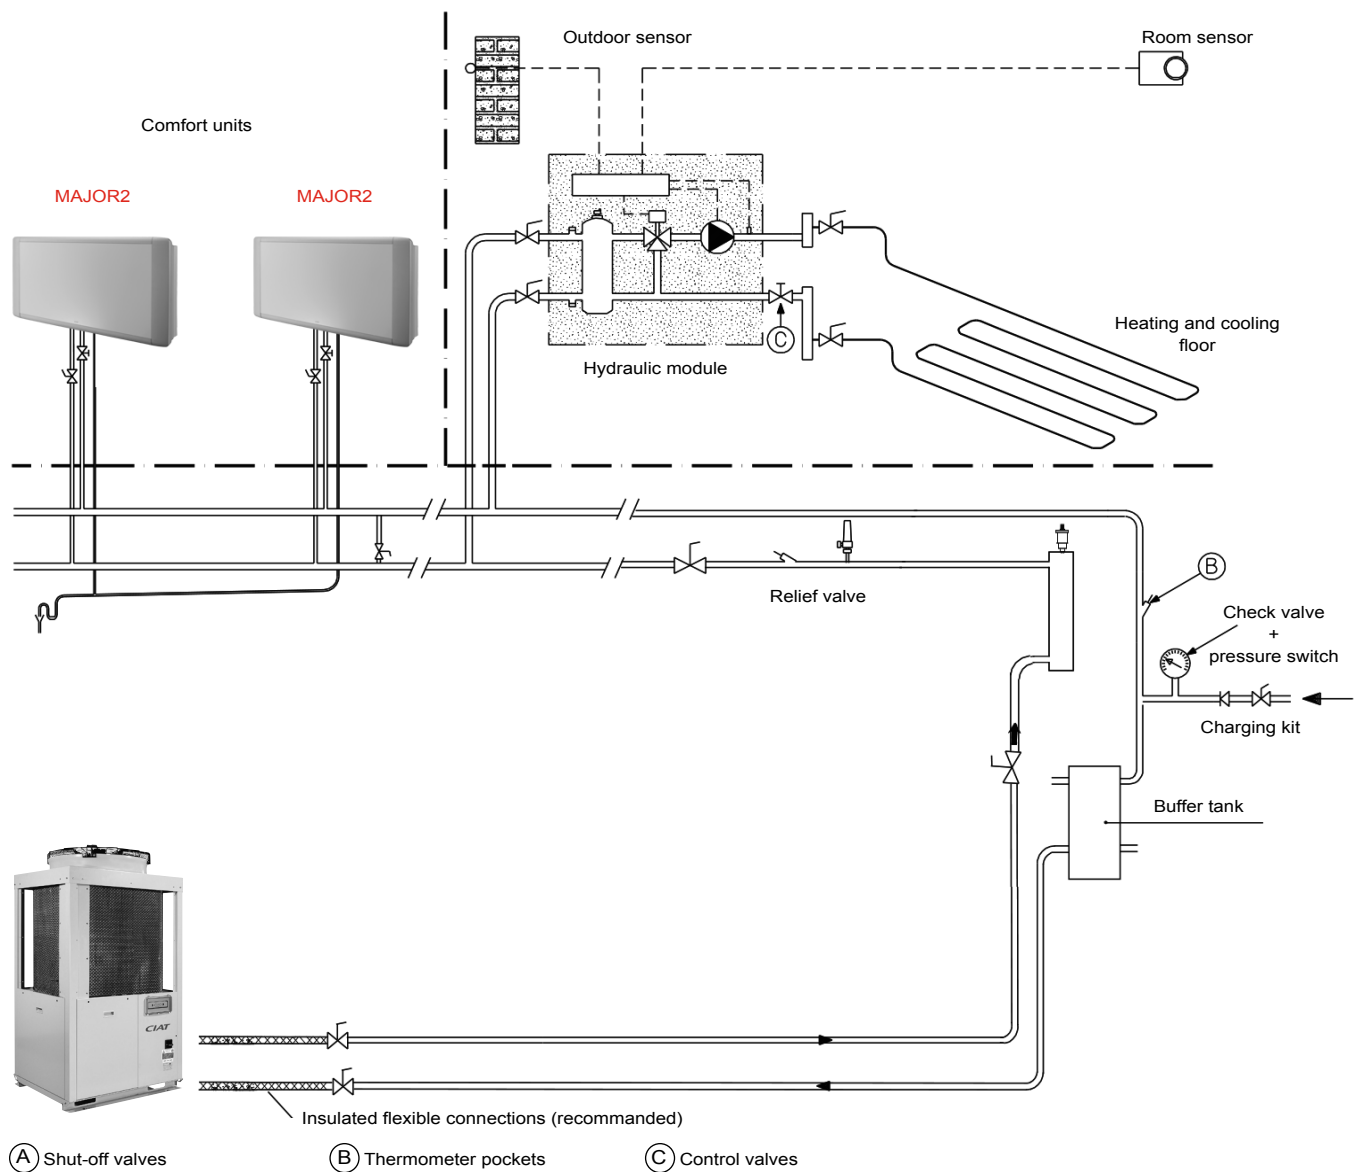 Outdoor sensor
Room sensor
Comfort units
MAJOR2
MAJOR2
Heating and cooling
floor
C
Hydraulic module
B
Relief valve
Check valve
+
pressure switch
Charging kit
Buffer tank
CIAT
Insulated flexible connections (recommanded)
A Shut-off valves
B Thermometer pockets
C Control valves